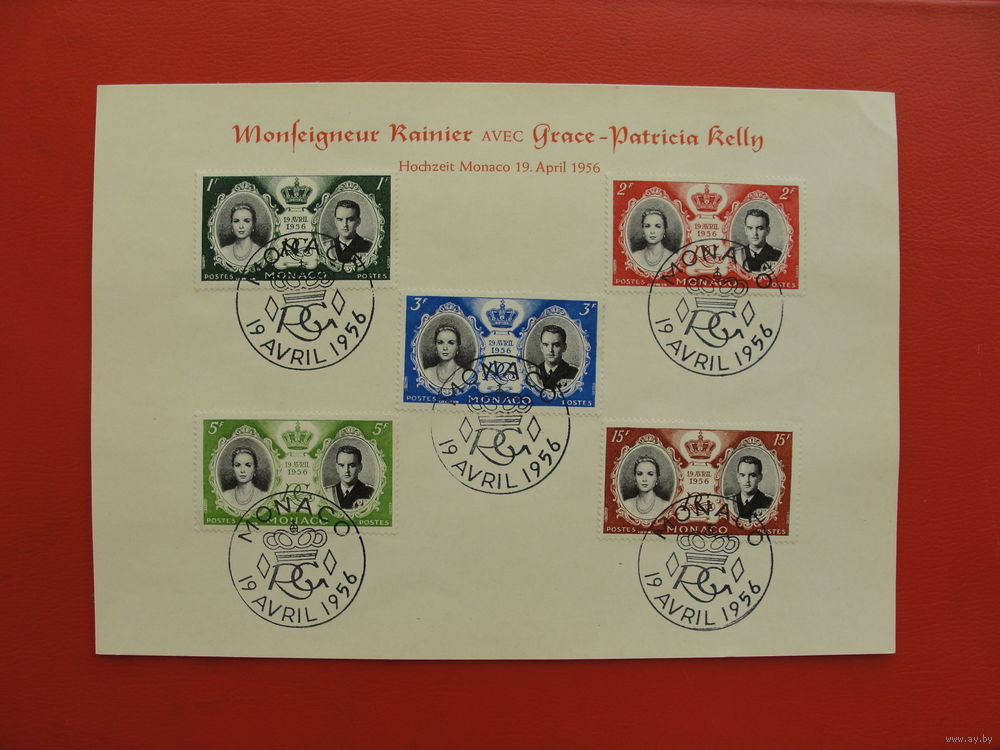 Monseigneur Rainier AVEC Grace-Patricia Kelly
Hochzeit Monaco 19. April 1956
1F 1F
19 AVRIL
1956
POSTES MONACO POSTES
MONACO
RG
19 AVRIL 1956
2F 2F
19 AVRIL
1956
POSTES MONACO POSTES
MONACO
RG
19 AVRIL 1956
3F 3F
19 AVRIL
1956
POSTES MONACO POSTES
MONACO
RG
19 AVRIL 1956
5F 5F
19 AVRIL
1956
POSTES MONACO POSTES
MONACO
RG
19 AVRIL 1956
15F 15F
19 AVRIL
1956
POSTES MONACO POSTES
MONACO
RG
19 AVRIL 1956
www.ay.by